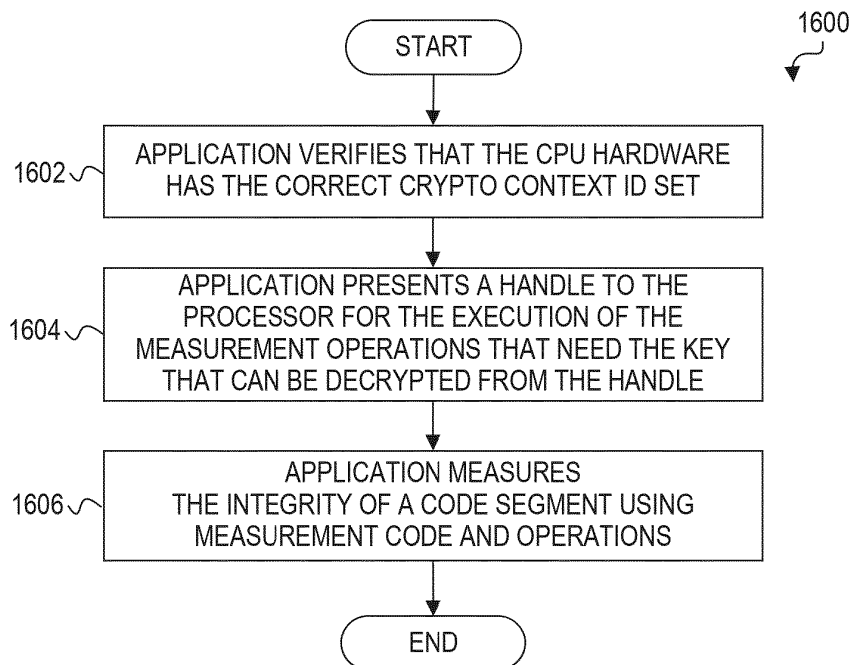 START
1600
1602
APPLICATION VERIFIES THAT THE CPU HARDWARE
HAS THE CORRECT CRYPTO CONTEXT ID SET
1604
APPLICATION PRESENTS A HANDLE TO THE
PROCESSOR FOR THE EXECUTION OF THE
MEASUREMENT OPERATIONS THAT NEED THE KEY
THAT CAN BE DECRYPTED FROM THE HANDLE
1606
APPLICATION MEASURES
THE INTEGRITY OF A CODE SEGMENT USING
MEASUREMENT CODE AND OPERATIONS
END